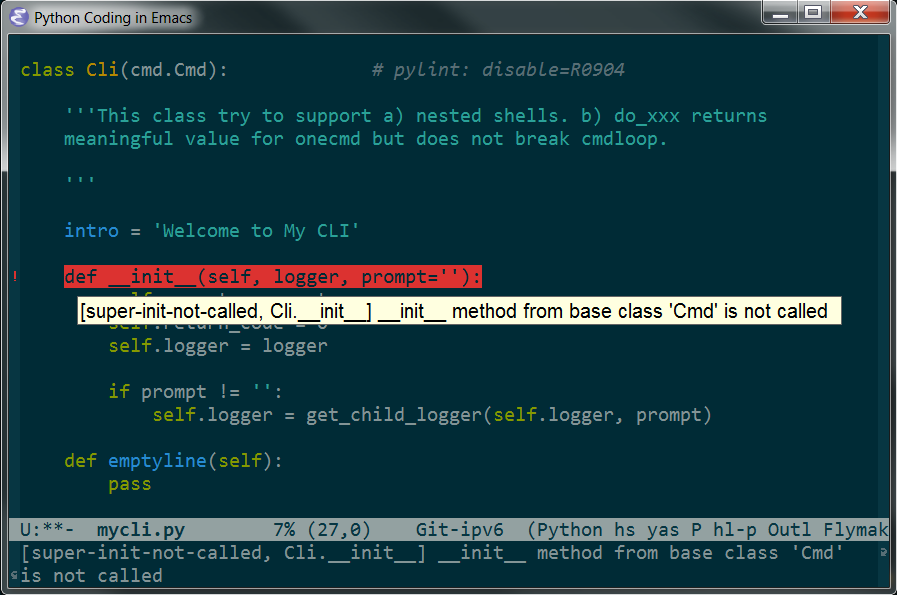 Python Coding in Emacs
class Cli(cmd.Cmd):             # pylint: disable=R0904
'''This class try to support a) nested shells. b) do_xxx returns
meaningful value for onecmd but does not break cmdloop.
'''
intro = 'Welcome to My CLI'
! def __init__(self, logger, prompt=''):
[super-init-not-called, Cli.__init__] __init__ method from base class 'Cmd' is not called
self.return_code = 0
self.logger = logger
if prompt != '':
self.logger = get_child_logger(self.logger, prompt)
def emptyline(self):
pass
U:**-  mycli.py        7% (27,0)    Git-ipv6  (Python hs yas P hl-p Outl Flymak
[super-init-not-called, Cli.__init__] __init__ method from base class 'Cmd'
is not called